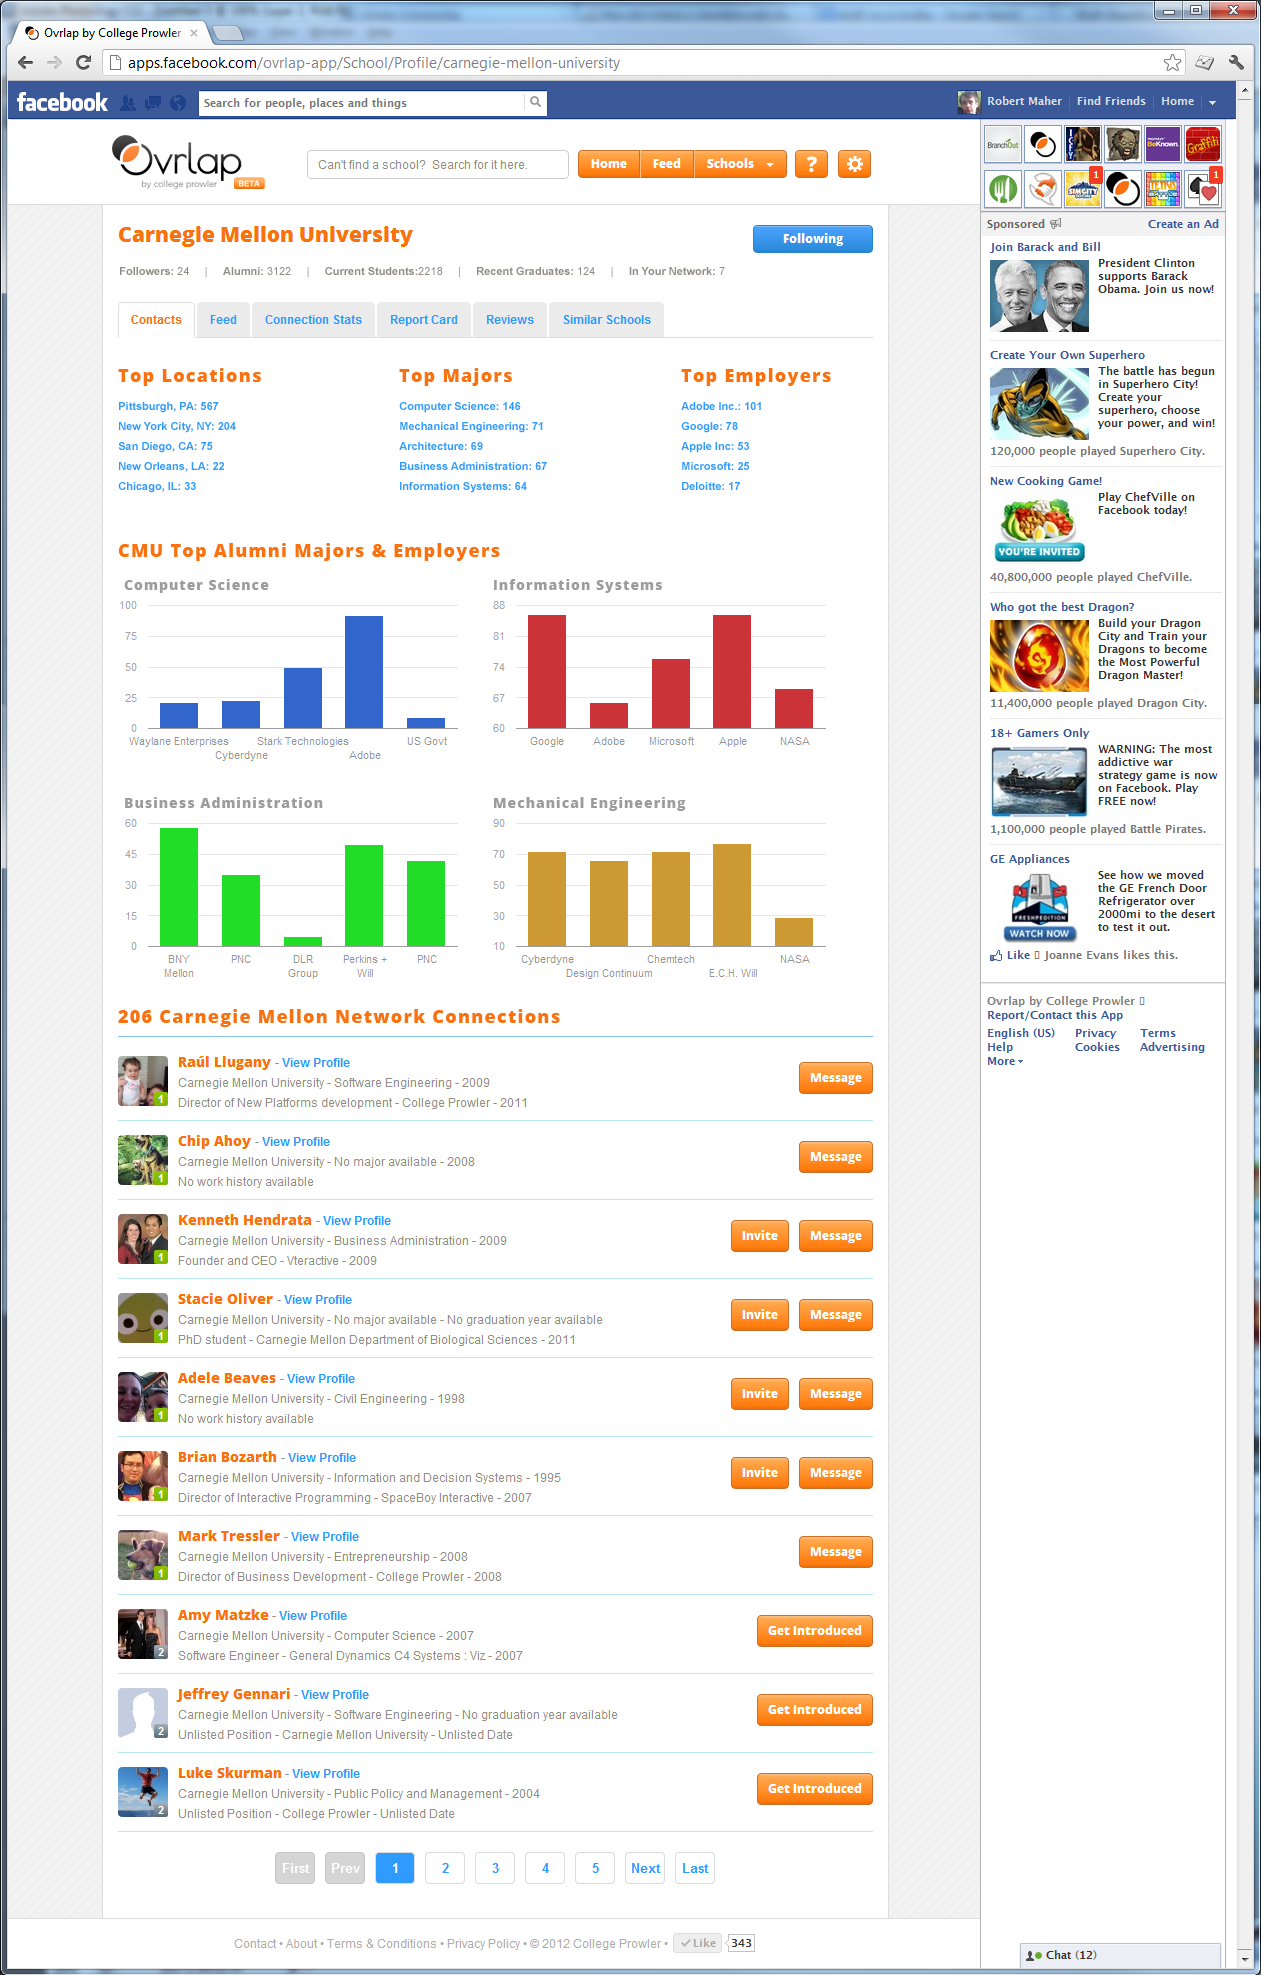 Ovrlap by College Prowler
apps.facebook.com/ovrlap-app/School/Profile/carnegie-mellon-university
facebook
Search for people, places and things
Robert Maher
Find Friends
Home
Ovrlap
by college prowler
BETA
Can't find a school? Search for it here.
Home
Feed
Schools
?
BranchOut
BeKnown.
Graffiti
SIMCITY
1
TETRIS
1
Carnegie Mellon University
Following
Followers: 24 | Alumni: 3122 | Current Students:2218 | Recent Graduates: 124 | In Your Network: 7
Contacts
Feed
Connection Stats
Report Card
Reviews
Similar Schools
Top Locations
Pittsburgh, PA: 567
New York City, NY: 204
San Diego, CA: 75
New Orleans, LA: 22
Chicago, IL: 33
Top Majors
Computer Science: 146
Mechanical Engineering: 71
Architecture: 69
Business Administration: 67
Information Systems: 64
Top Employers
Adobe Inc.: 101
Google: 78
Apple Inc: 53
Microsoft: 25
Deloitte: 17
CMU Top Alumni Majors & Employers
Computer Science
100
75
50
25
0
Waylane Enterprises
Cyberdyne
Stark Technologies
Adobe
US Govt
Information Systems
88
81
74
67
60
Google
Adobe
Microsoft
Apple
NASA
Business Administration
60
45
30
15
0
BNY
Mellon
PNC
DLR
Group
Perkins +
Will
PNC
Mechanical Engineering
90
70
50
30
10
Cyberdyne
Design Continuum
Chemtech
E.C.H. Will
NASA
206 Carnegie Mellon Network Connections
Raúl Llugany - View Profile
Carnegie Mellon University - Software Engineering - 2009
Director of New Platforms development - College Prowler - 2011
1
Message
Chip Ahoy - View Profile
Carnegie Mellon University - No major available - 2008
No work history available
1
Message
Kenneth Hendrata - View Profile
Carnegie Mellon University - Business Administration - 2009
Founder and CEO - Vteractive - 2009
1
Invite
Message
Stacie Oliver - View Profile
Carnegie Mellon University - No major available - No graduation year available
PhD student - Carnegie Mellon Department of Biological Sciences - 2011
1
Invite
Message
Adele Beaves - View Profile
Carnegie Mellon University - Civil Engineering - 1998
No work history available
1
Invite
Message
Brian Bozarth - View Profile
Carnegie Mellon University - Information and Decision Systems - 1995
Director of Interactive Programming - SpaceBoy Interactive - 2007
1
Invite
Message
Mark Tressler - View Profile
Carnegie Mellon University - Entrepreneurship - 2008
Director of Business Development - College Prowler - 2008
1
Message
Amy Matzke - View Profile
Carnegie Mellon University - Computer Science - 2007
Software Engineer - General Dynamics C4 Systems : Viz - 2007
2
Get Introduced
Jeffrey Gennari - View Profile
Carnegie Mellon University - Software Engineering - No graduation year available
Unlisted Position - Carnegie Mellon University - Unlisted Date
2
Get Introduced
Luke Skurman - View Profile
Carnegie Mellon University - Public Policy and Management - 2004
Unlisted Position - College Prowler - Unlisted Date
2
Get Introduced
First
Prev
1
2
3
4
5
Next
Last
Contact • About • Terms & Conditions • Privacy Policy • © 2012 College Prowler •
Like
343
Sponsored
Create an Ad
Join Barack and Bill
President Clinton
supports Barack
Obama. Join us now!
Create Your Own Superhero
The battle has begun
in Superhero City!
Create your
superhero, choose
your power, and win!
120,000 people played Superhero City.
New Cooking Game!
YOU'RE INVITED
Play ChefVille on
Facebook today!
40,800,000 people played ChefVille.
Who got the best Dragon?
Build your Dragon
City and Train your
Dragons to become
the Most Powerful
Dragon Master!
11,400,000 people played Dragon City.
18+ Gamers Only
WARNING: The most
addictive war
strategy game is now
on Facebook. Play
FREE now!
1,100,000 people played Battle Pirates.
GE Appliances
FRESHPEDITION
WATCH NOW
See how we moved
the GE French Door
Refrigerator over
2000mi to the desert
to test it out.
Like
Joanne Evans likes this.
Ovrlap by College Prowler
Report/Contact this App
English (US)
Privacy
Terms
Help
Cookies
Advertising
More
Chat (12)